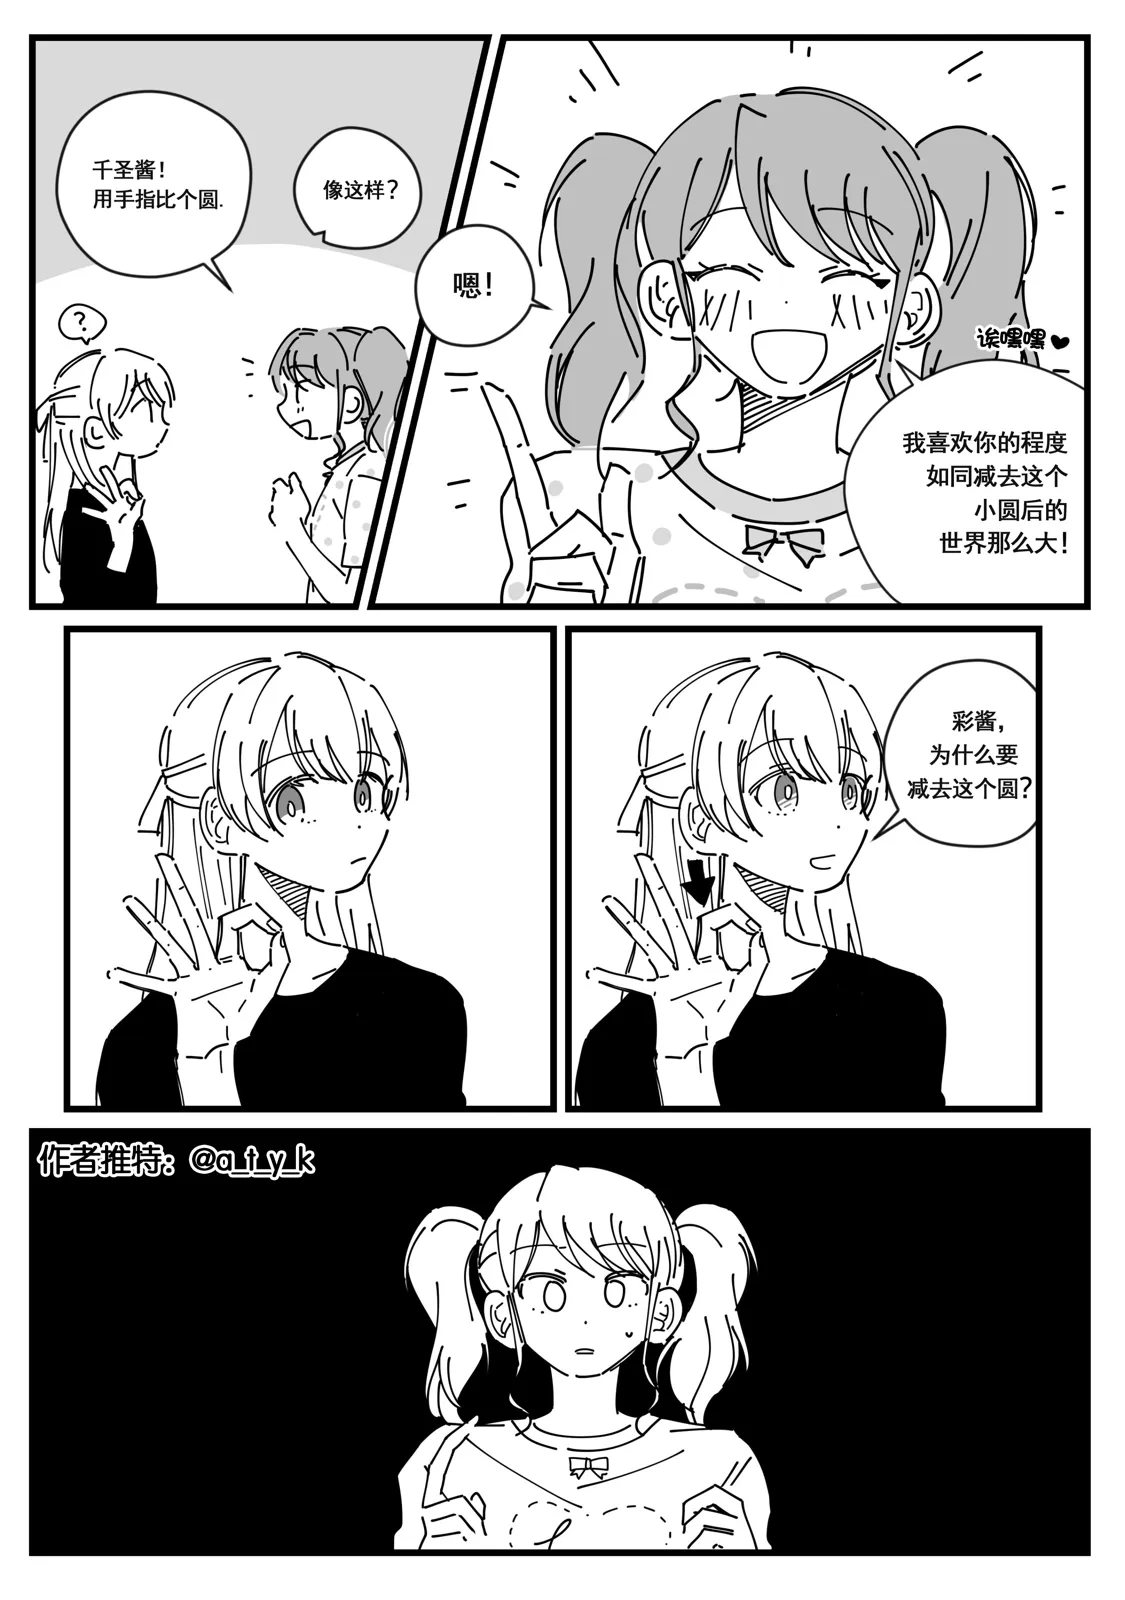 千圣酱！
用手指比个圆.
像这样？
?
嗯！
诶嘿嘿♥
我喜欢你的程度
如同减去这个
小圆后的
世界那么大！
彩酱，
为什么要
减去这个圆？
作者推特：@a_t_y_k